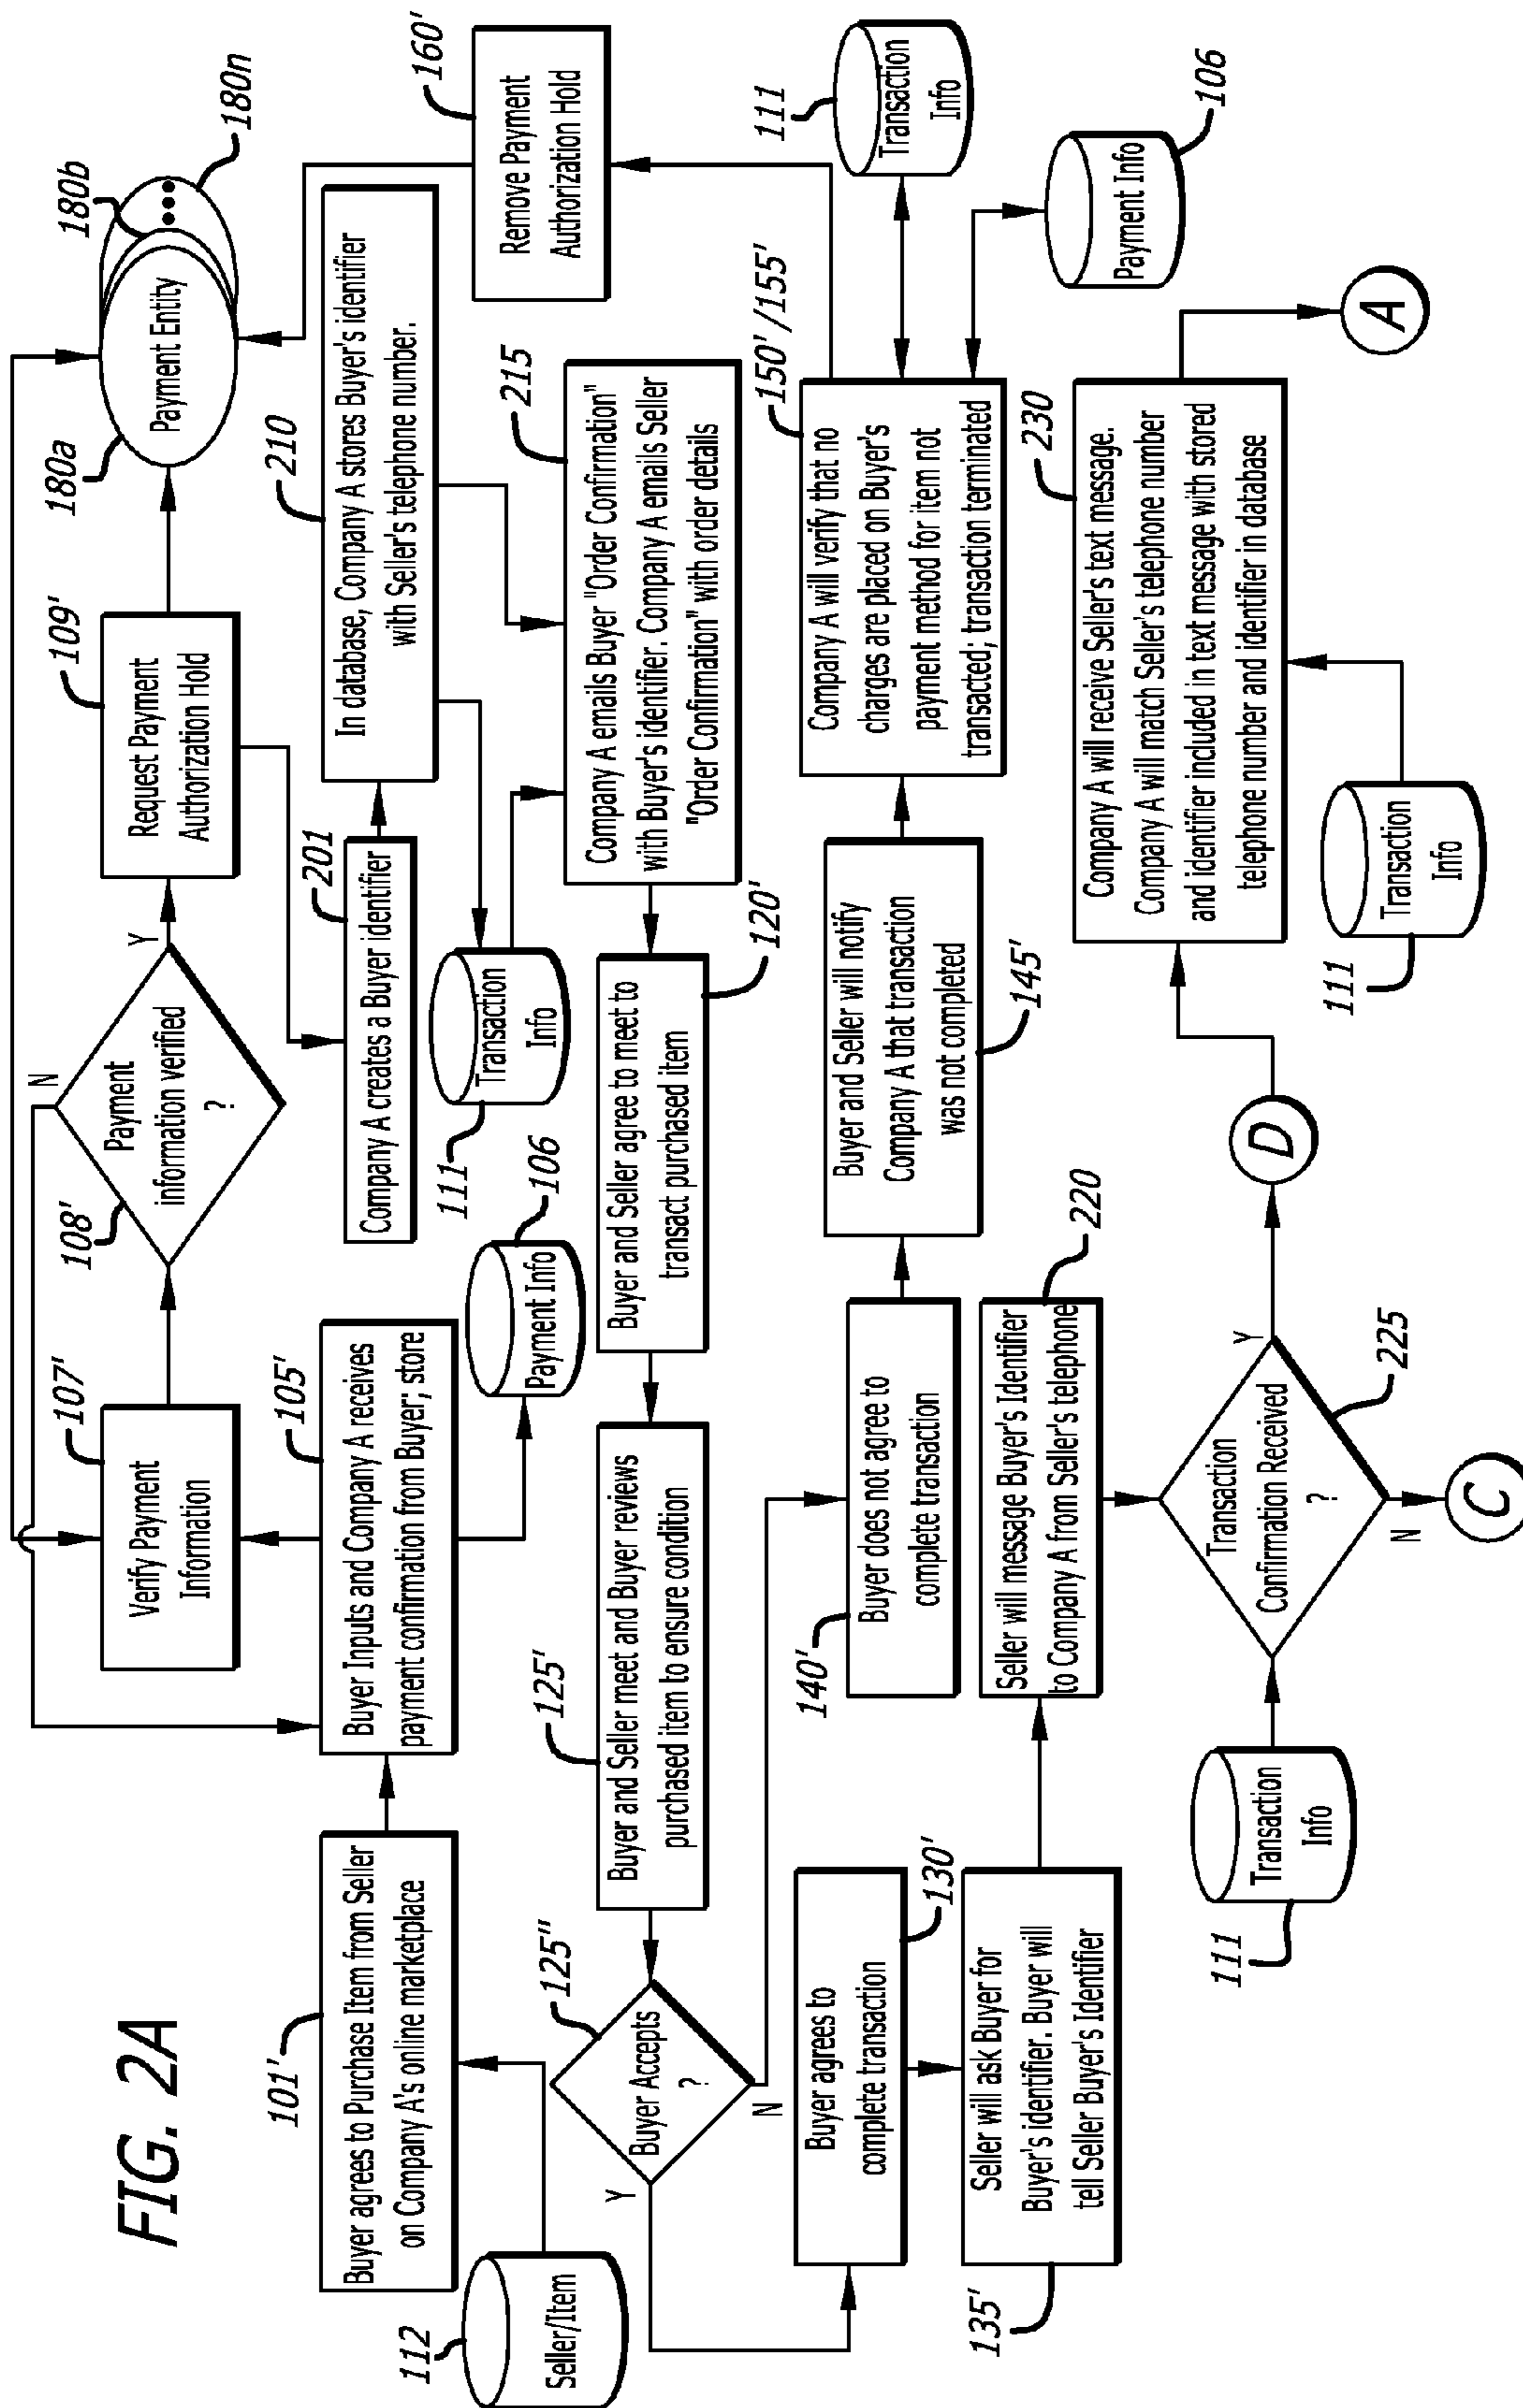 FIG. 2A
107'
Verify Payment
Information
108'
Payment
information verified
?
N
Y
109'
Request Payment
Authorization Hold
180a
180b
180n
Payment Entity
101'
Buyer agrees to Purchase Item from Seller
on Company A's online marketplace
105'
Buyer Inputs and Company A receives
payment confirmation from Buyer; store
201
Company A creates a Buyer identifier
210
In database, Company A stores Buyer's identifier
with Seller's telephone number.
160'
Remove Payment
Authorization Hold
112
Seller/Item
106
Payment Info
111
Transaction
Info
215
Company A emails Buyer "Order Confirmation"
with Buyer's identifier. Company A emails Seller
"Order Confirmation" with order details
125"
Buyer Accepts
?
Y
N
125'
Buyer and Seller meet and Buyer reviews
purchased item to ensure condition
120'
Buyer and Seller agree to meet to
transact purchased item
130'
Buyer agrees to
complete transaction
140'
Buyer does not agree to
complete transaction
145'
Buyer and Seller will notify
Company A that transaction
was not completed
150'/155'
Company A will verify that no
charges are placed on Buyer's
payment method for item not
transacted; transaction terminated
111
Transaction
Info
106
Payment Info
135'
Seller will ask Buyer for
Buyer's identifier. Buyer will
tell Seller Buyer's Identifier
220
Seller will message Buyer's Identifier
to Company A from Seller's telephone
230
Company A will receive Seller's text message.
Company A will match Seller's telephone number
and identifier included in text message with stored
telephone number and identifier in database
111
Transaction
Info
225
Transaction
Confirmation Received
?
Y
N
D
C
111
Transaction
Info
A